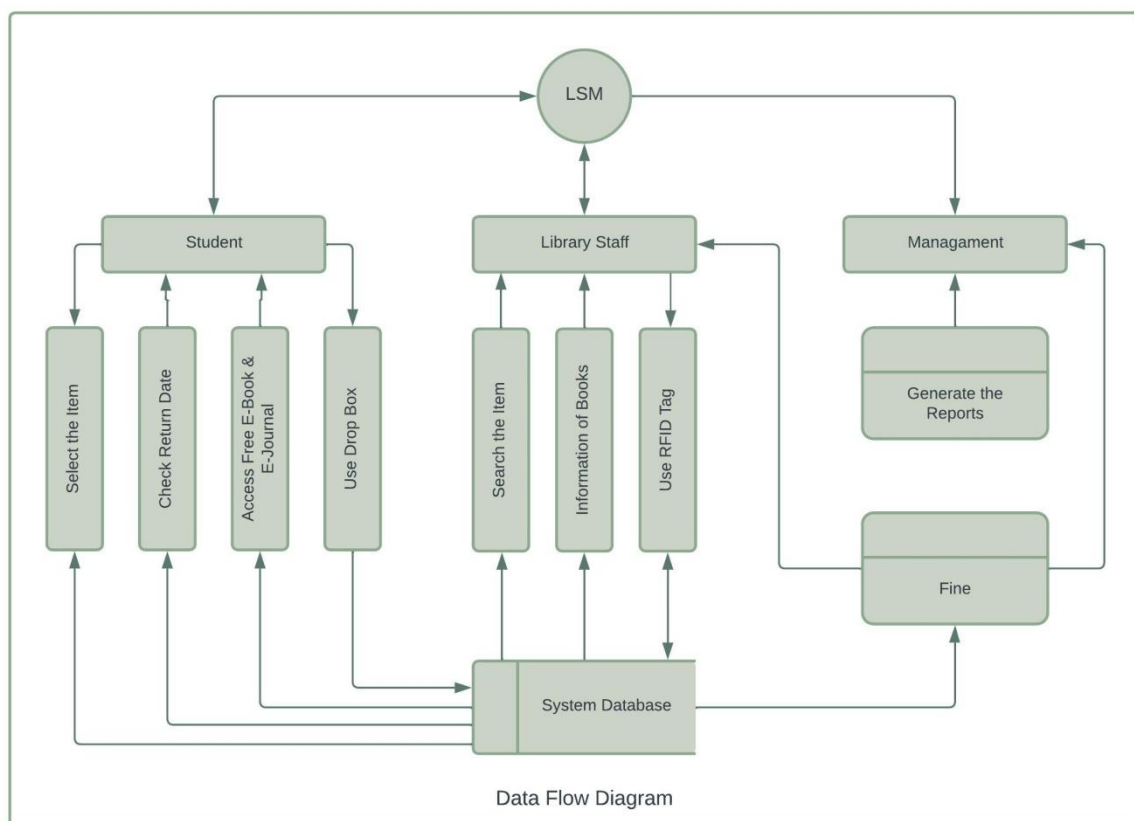 LSM
Student
Library Staff
Managament
Select the Item
Check Return Date
Access Free E-Book &
E-Journal
Use Drop Box
Search the Item
Information of Books
Use RFID Tag
Generate the
Reports
Fine
System Database
Data Flow Diagram